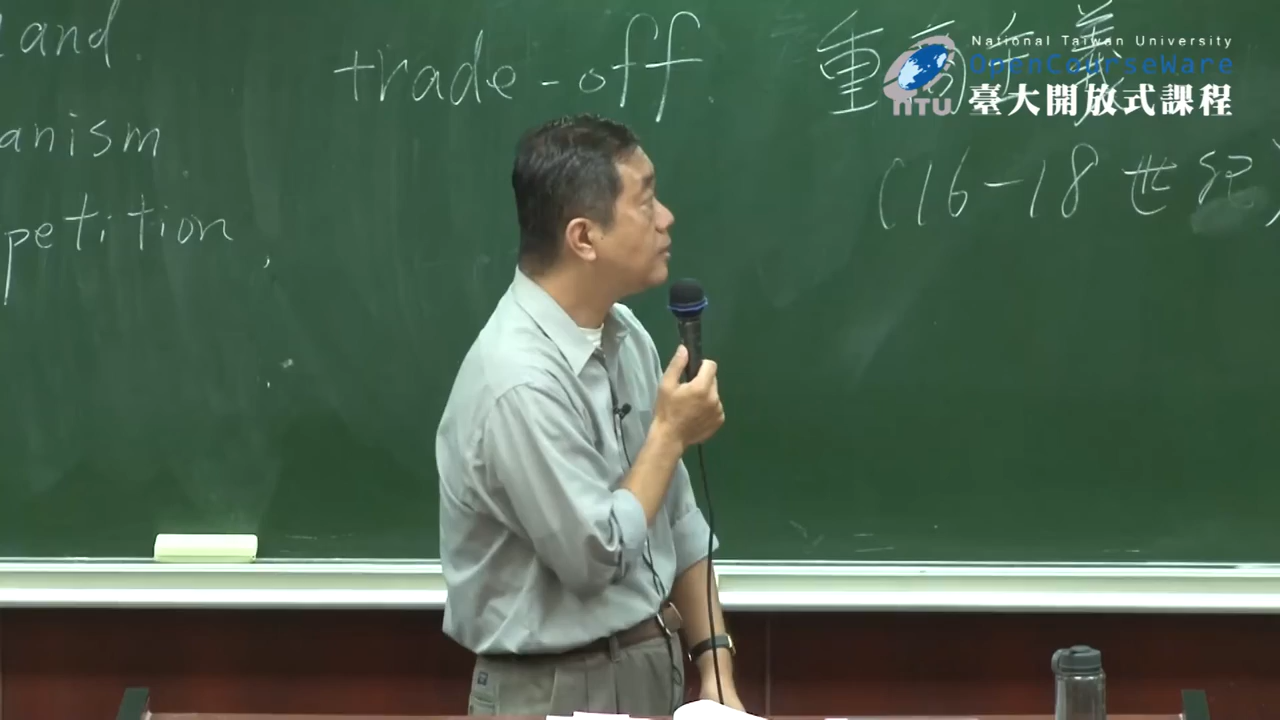 and
anism
petition,
trade-off.
重商主義
(16-18世紀)
National Taiwan University
OpenCourseWare
NTU 臺大開放式課程